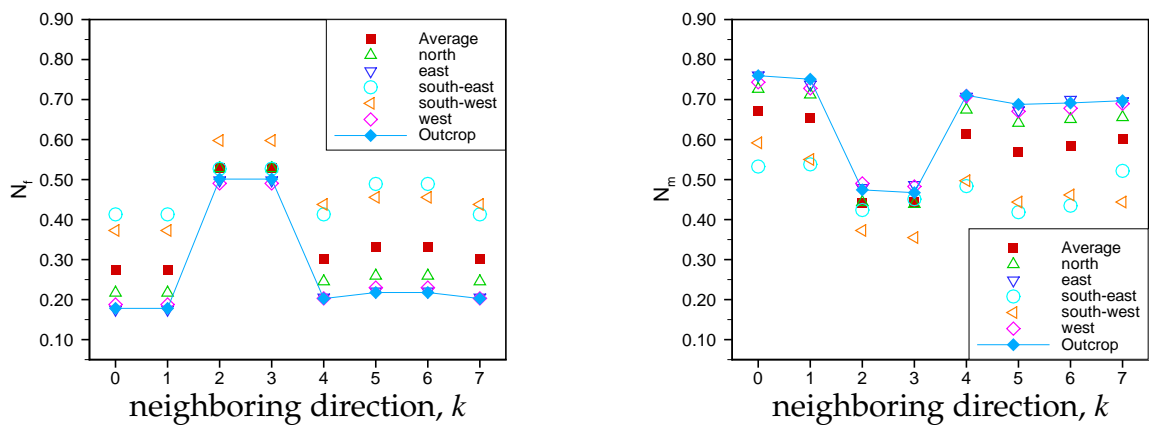 0.90
0.80
0.70
0.60
0.50
0.40
0.30
0.20
0.10
N_f
Average
north
east
south-east
south-west
west
Outcrop
0 1 2 3 4 5 6 7
neighboring direction, k
0.90
0.80
0.70
0.60
0.50
0.40
0.30
0.20
0.10
N_m
Average
north
east
south-east
south-west
west
Outcrop
0 1 2 3 4 5 6 7
neighboring direction, k